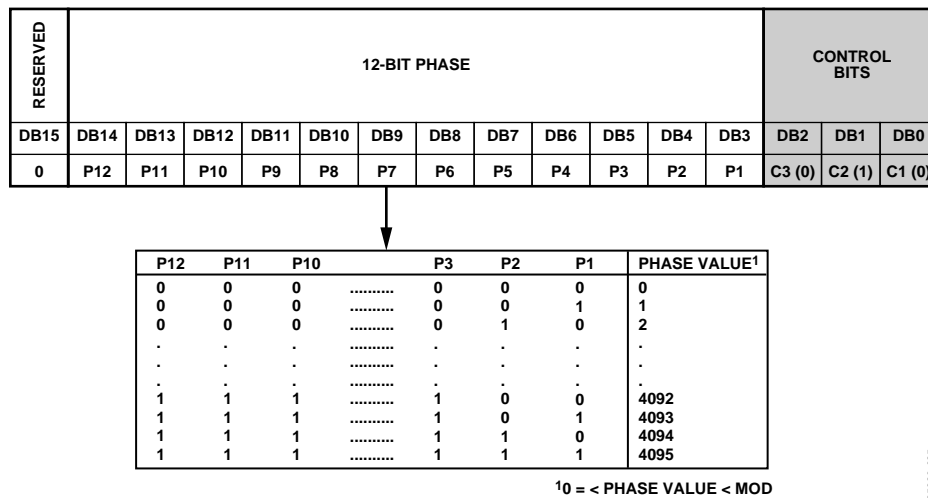 RESERVED
12-BIT PHASE
CONTROL
BITS
DB15 DB14 DB13 DB12 DB11 DB10 DB9 DB8 DB7 DB6 DB5 DB4 DB3 DB2 DB1 DB0
0 P12 P11 P10 P9 P8 P7 P6 P5 P4 P3 P2 P1 C3 (0) C2 (1) C1 (0)
P12 P11 P10 P3 P2 P1 PHASE VALUE1
0 0 0 .......... 0 0 0 0
0 0 0 .......... 0 0 1 1
0 0 0 .......... 0 1 0 2
. . . .......... . . . .
. . . .......... . . . .
. . . .......... . . . .
1 1 1 .......... 1 0 0 4092
1 1 1 .......... 1 0 1 4093
1 1 1 .......... 1 1 0 4094
1 1 1 .......... 1 1 1 4095
10 = < PHASE VALUE < MOD